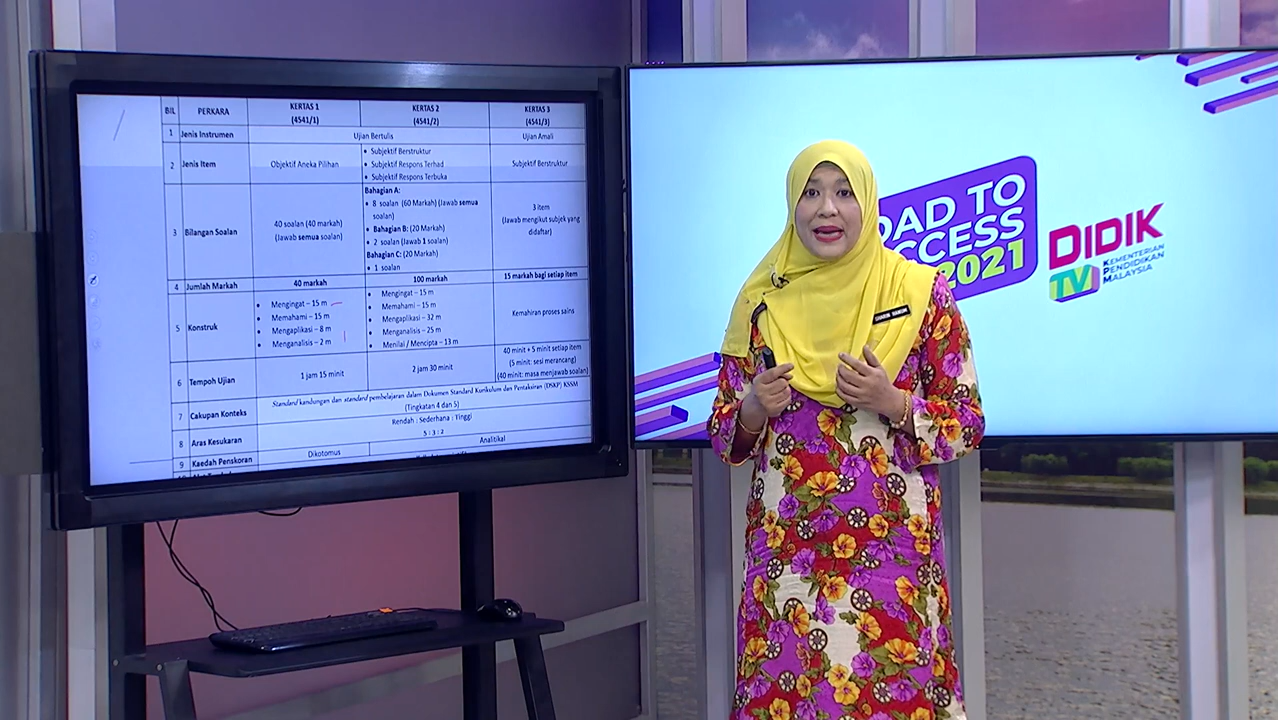 BIL PERKARA KERTAS 1 KERTAS 2 KERTAS 3
(4541/1) (4541/2) (4541/3)
1 Jenis Instrumen Ujian Bertulis Ujian Amali
2 Jenis Item Objektif Aneka Pilihan
• Subjektif Berstruktur
• Subjektif Respons Terhad
• Subjektif Respons Terbuka
Subjektif Berstruktur
3 Bilangan Soalan
40 soalan (40 markah)
(Jawab semua soalan)
Bahagian A:
• 8 soalan (60 Markah) (Jawab semua
soalan)
• Bahagian B: (20 Markah)
• 2 soalan (Jawab 1 soalan)
Bahagian C: (20 Markah)
• 1 soalan
3 item
(Jawab mengikut subjek yang
didaftar)
4 Jumlah Markah 40 markah 100 markah 15 markah bagi setiap item
5 Konstruk
• Mengingat – 15 m
• Memahami – 15 m
• Mengaplikasi – 8 m
• Menganalisis – 2 m
• Mengingat – 15 m
• Memahami – 15 m
• Mengaplikasi – 32 m
• Menganalisis – 25 m
• Menilai / Mencipta – 13 m
Kemahiran proses sains
6 Tempoh Ujian 1 jam 15 minit 2 jam 30 minit
40 minit + 5 minit setiap item
(5 minit: sesi merancang)
(40 minit: masa menjawab soalan)
7 Cakupan Konteks
Standard kandungan dan standard pembelajaran dalam Dokumen Standard Kurikulum dan Pentaksiran (DSKP) KSSM
(Tingkatan 4 dan 5)
8 Aras Kesukaran
Rendah : Sederhana : Tinggi
5 : 3 : 2
9 Kaedah Penskoran Dikotomus Analitikal
OAD TO
CCESS
2021
DIDIK
TV
KEMENTERIAN
PENDIDIKAN
MALAYSIA